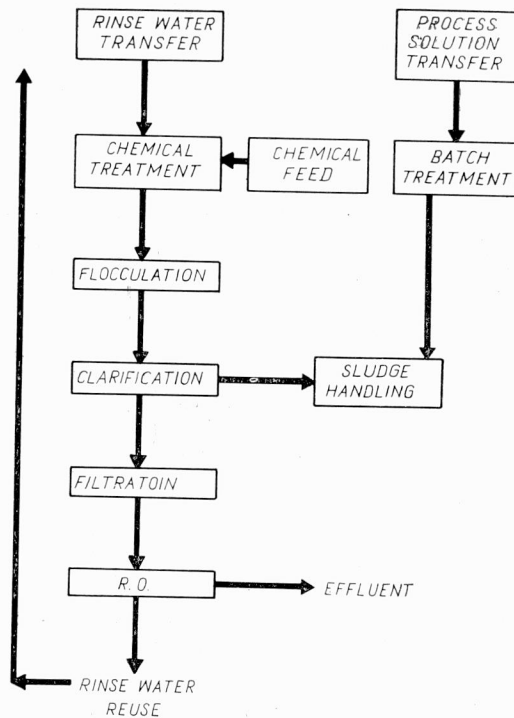 RINSE WATER
TRANSFER
PROCESS
SOLUTION
TRANSFER
CHEMICAL
TREATMENT
CHEMICAL
FEED
BATCH
TREATMENT
FLOCCULATION
CLARIFICATION
SLUDGE
HANDLING
FILTRATOIN
R.O.
EFFLUENT
RINSE WATER
REUSE